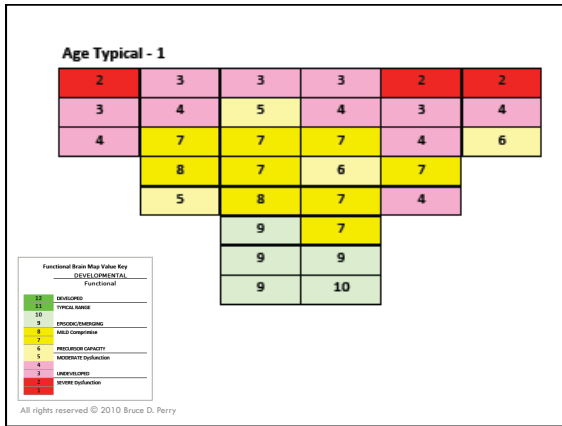 Age Typical - 1
2 3 3 3 2 2
3 4 5 4 3 4
4 7 7 7 4 6
8 7 6 7
5 8 7 4
9 7
9 9
9 10
Functional Brain Map Value Key
DEVELOPMENTAL
Functional
12 DEVELOPED
11 TYPICAL RANGE
10
9 EPISODIC/EMERGING
8 MILD Comprimise
7
6 PRECURSOR CAPACITY
5 MODERATE Dysfunction
4
3 UNDEVELOPED
2 SEVERE Dysfunction
1
All rights reserved © 2010 Bruce D. Perry